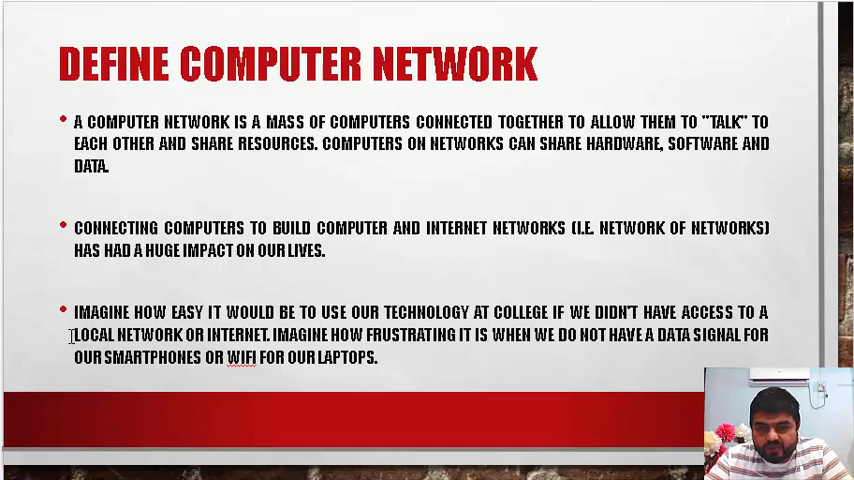 DEFINE COMPUTER NETWORK
• A COMPUTER NETWORK IS A MASS OF COMPUTERS CONNECTED TOGETHER TO ALLOW THEM TO "TALK" TO
EACH OTHER AND SHARE RESOURCES. COMPUTERS ON NETWORKS CAN SHARE HARDWARE, SOFTWARE AND
DATA.
• CONNECTING COMPUTERS TO BUILD COMPUTER AND INTERNET NETWORKS (I.E. NETWORK OF NETWORKS)
HAS HAD A HUGE IMPACT ON OUR LIVES.
• IMAGINE HOW EASY IT WOULD BE TO USE OUR TECHNOLOGY AT COLLEGE IF WE DIDN'T HAVE ACCESS TO A
LOCAL NETWORK OR INTERNET. IMAGINE HOW FRUSTRATING IT IS WHEN WE DO NOT HAVE A DATA SIGNAL FOR
OUR SMARTPHONES OR WIFI FOR OUR LAPTOPS.